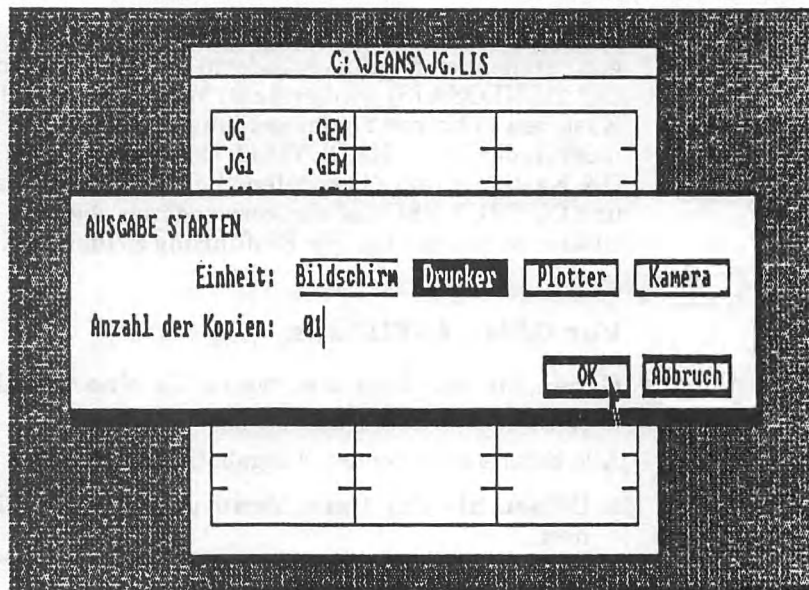 C:\JEANS\JG.LIS
JG .GEM
JG1 .GEM
AUSGABE STARTEN
Einheit: Bildschirm Drucker Plotter Kamera
Anzahl der Kopien: 01
OK Abbruch